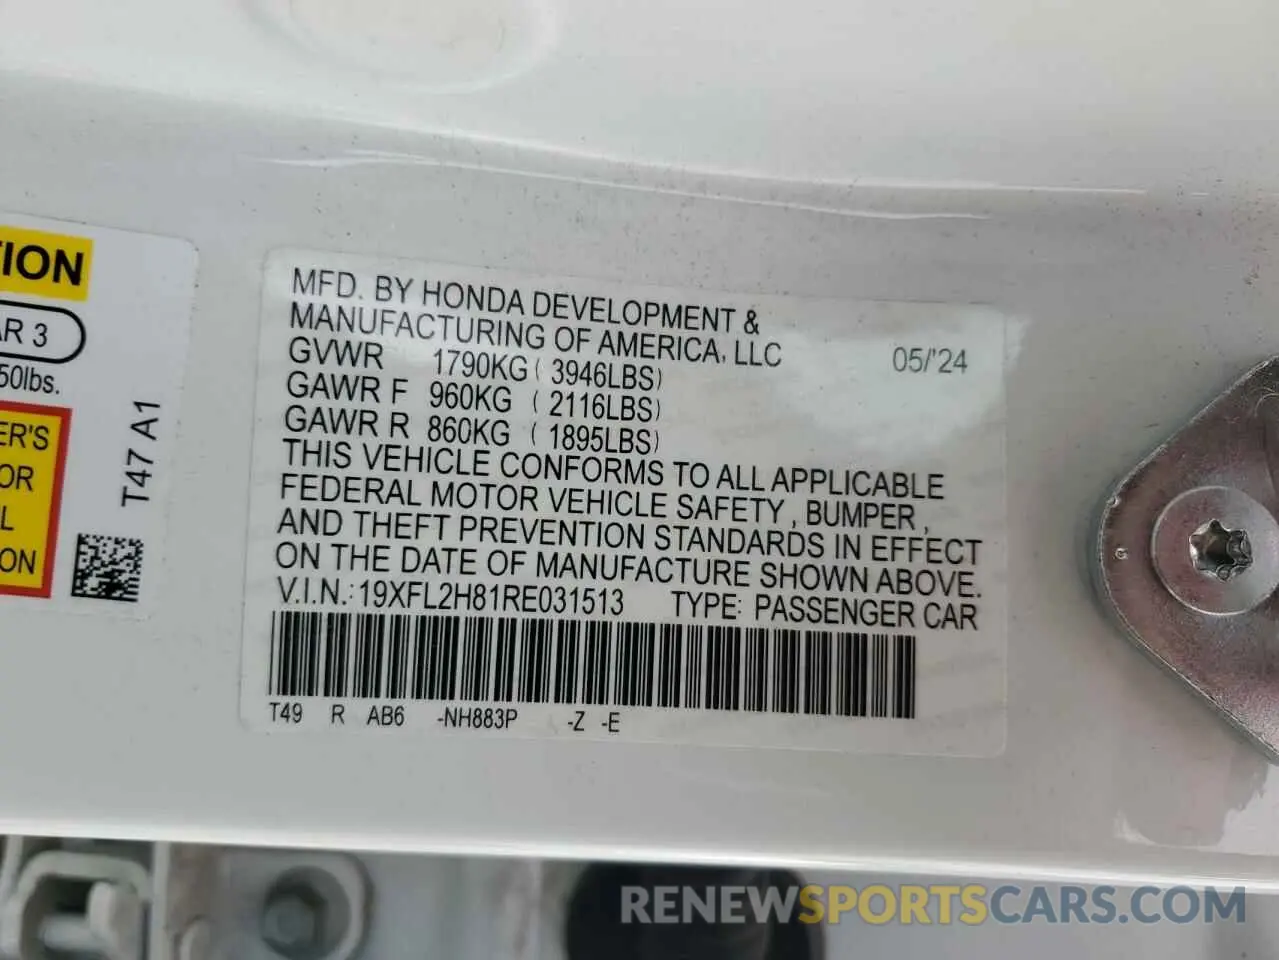 TION
AR 3
50lbs.
ER'S
OR
L
ON
T47 A1
MFD. BY HONDA DEVELOPMENT &
MANUFACTURING OF AMERICA, LLC 05/'24
GVWR 1790KG ( 3946LBS)
GAWR F 960KG ( 2116LBS)
GAWR R 860KG ( 1895LBS)
THIS VEHICLE CONFORMS TO ALL APPLICABLE
FEDERAL MOTOR VEHICLE SAFETY , BUMPER ,
AND THEFT PREVENTION STANDARDS IN EFFECT
ON THE DATE OF MANUFACTURE SHOWN ABOVE.
V.I.N.: 19XFL2H81RE031513 TYPE: PASSENGER CAR
T49 R AB6 -NH883P -Z -E
RENEWSPORTSCARS.COM